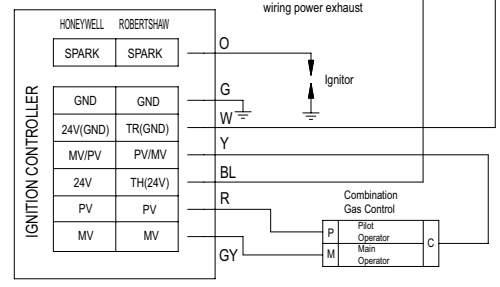 wiring power exhaust
HONEYWELL ROBERTSHAW
SPARK SPARK O
Ignitor
IGNITION CONTROLLER
GND GND G
24V(GND) TR(GND) W
MV/PV PV/MV Y
24V TH(24V) BL
PV PV R
MV MV GY
Combination
Gas Control
P Pilot
Operator
M Main
Operator
C